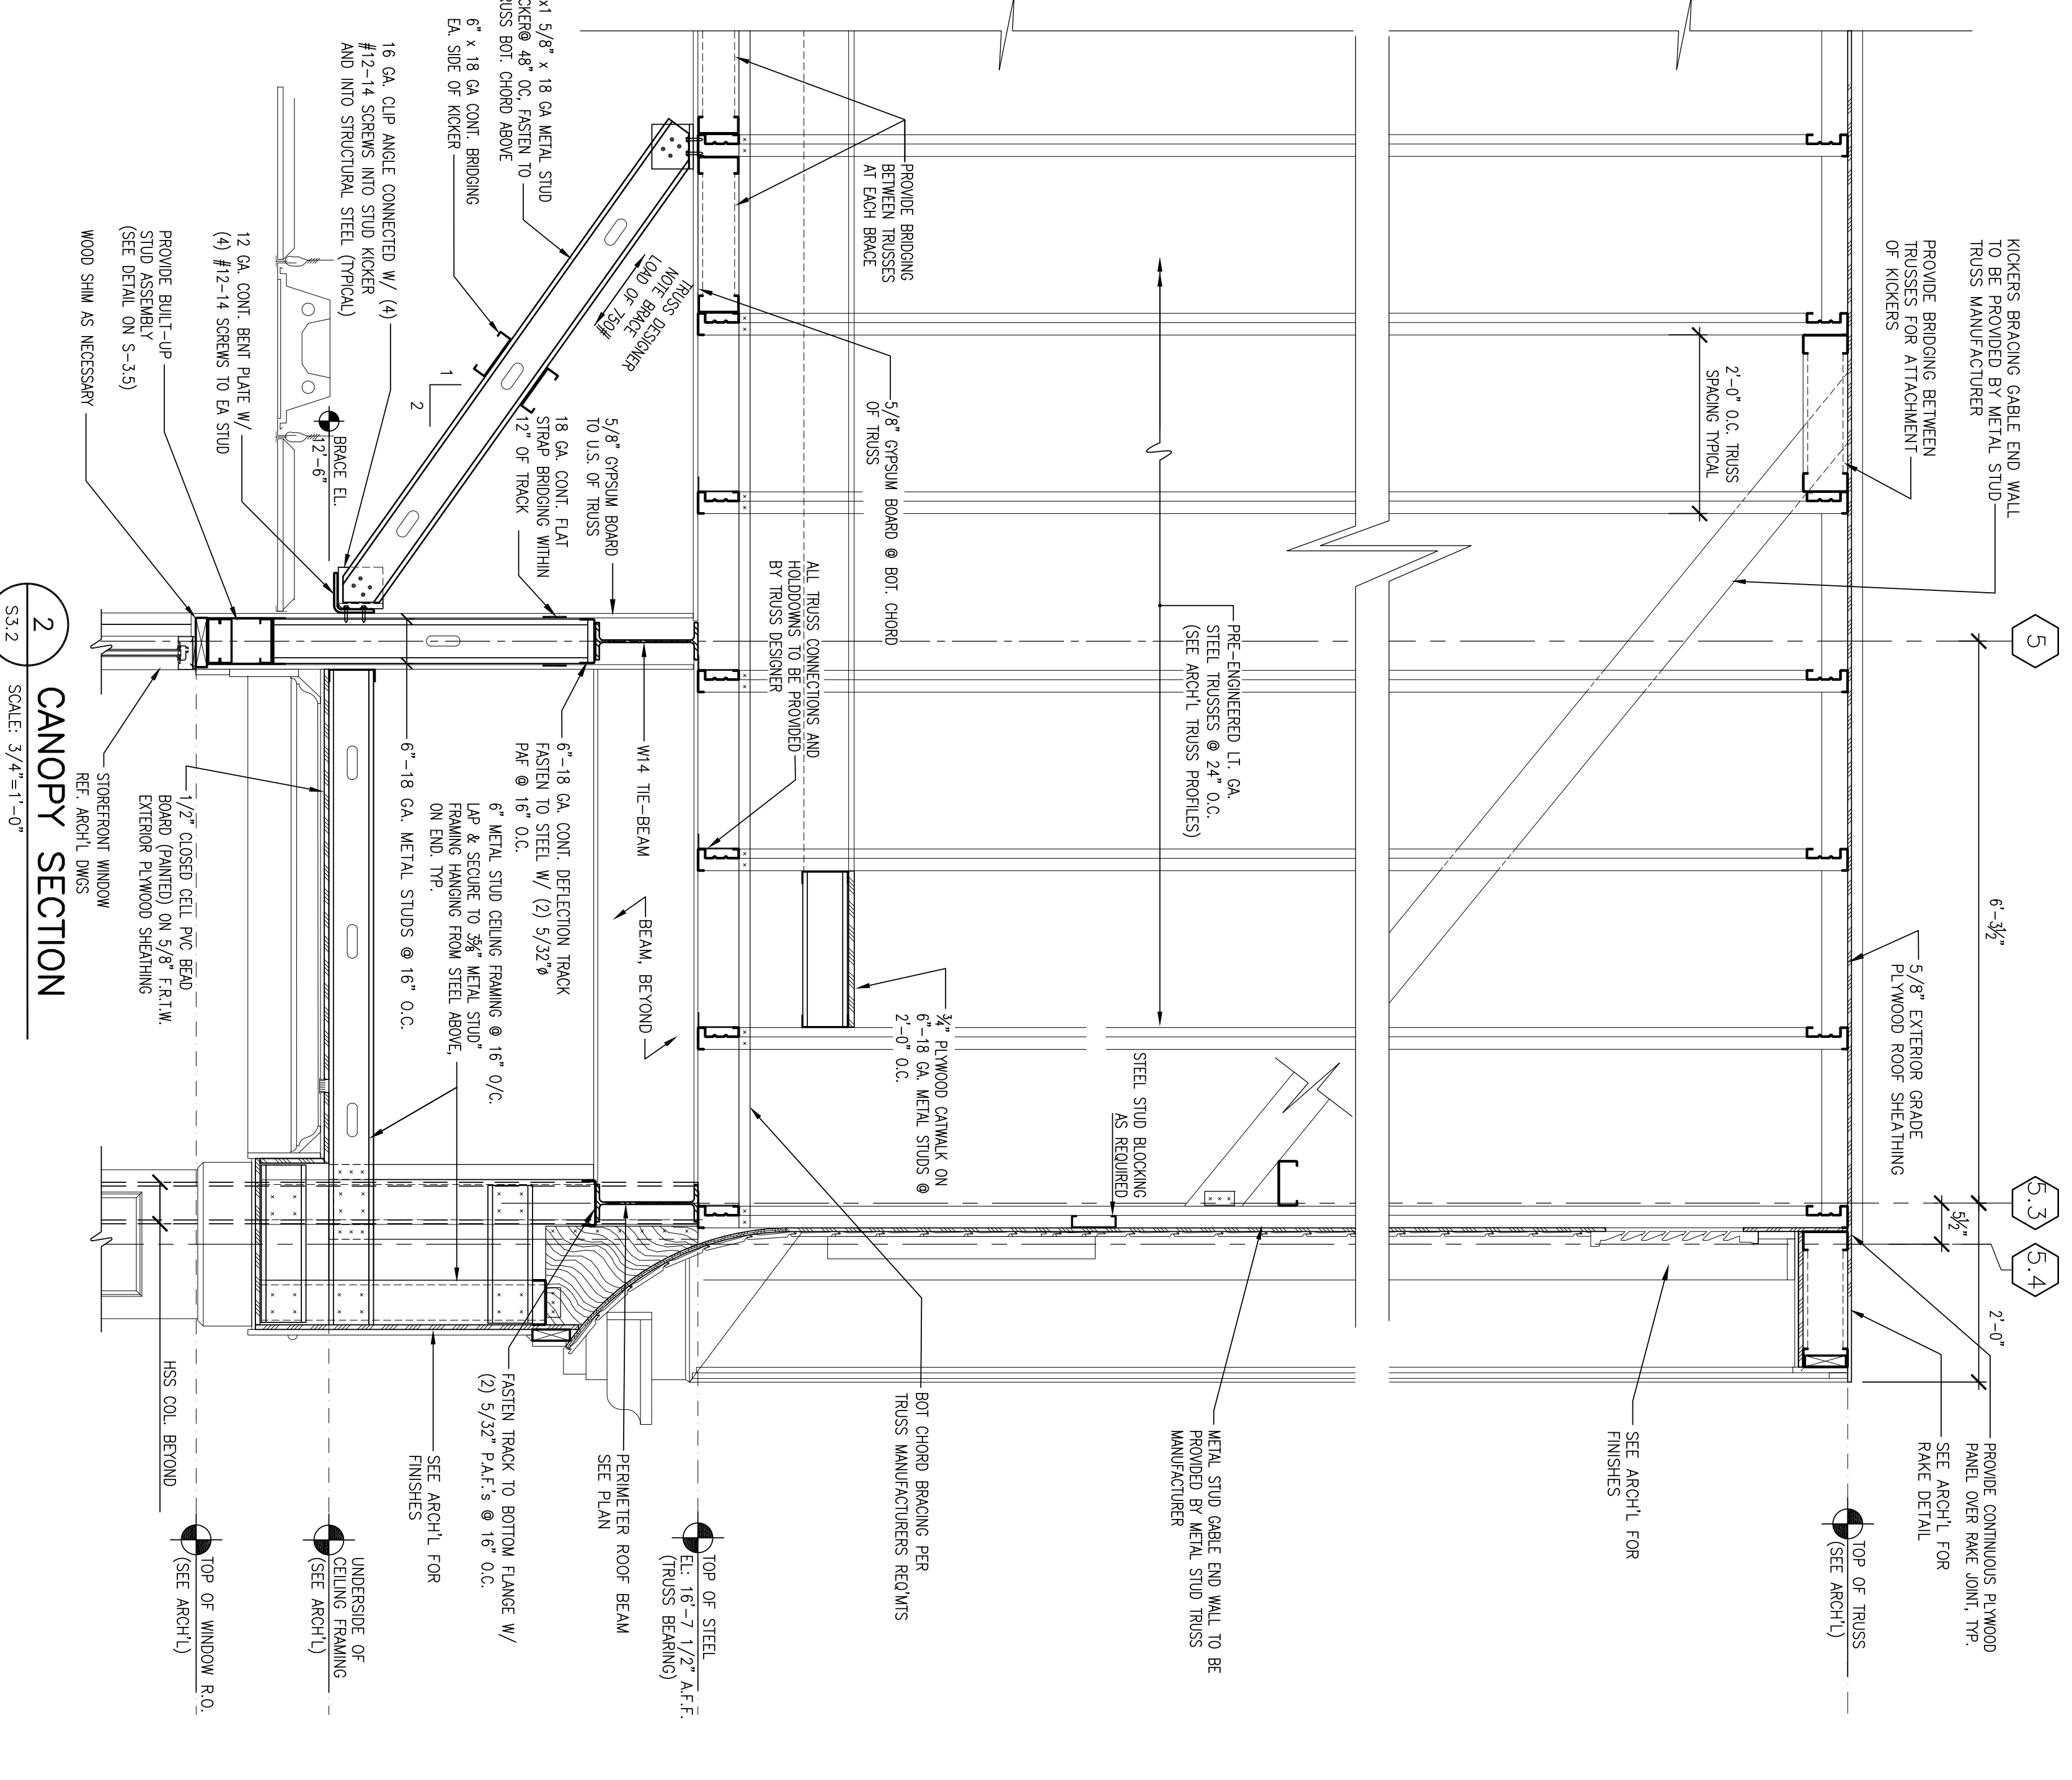 KICKERS BRACING GABLE END WALL
TO BE PROVIDED BY METAL STUD
TRUSS MANUFACTURER
PROVIDE BRIDGING BETWEEN
TRUSSES FOR ATTACHMENT
OF KICKERS
2'-0" O.C. TRUSS
SPACING TYPICAL
5
6'-3½"
5/8" EXTERIOR GRADE
PLYWOOD ROOF SHEATHING
5.3
5½"
5.4
2'-0"
PROVIDE CONTINUOUS PLYWOOD
PANEL OVER RAKE JOINT, TYP.
SEE ARCH'L FOR
RAKE DETAIL
TOP OF TRUSS
(SEE ARCH'L)
SEE ARCH'L FOR
FINISHES
METAL STUD GABLE END WALL TO BE
PROVIDED BY METAL STUD TRUSS
MANUFACTURER
STEEL STUD BLOCKING
AS REQUIRED
PRE-ENGINEERED LT. GA.
STEEL TRUSSES @ 24" O.C.
(SEE ARCH'L TRUSS PROFILES)
¾" PLYWOOD CATWALK ON
6"-18 GA. METAL STUDS @
2'-0" O.C.
BOT CHORD BRACING PER
TRUSS MANUFACTURERS REQ'MTS
PROVIDE BRIDGING
BETWEEN TRUSSES
AT EACH BRACE
5/8" GYPSUM BOARD @ BOT. CHORD
OF TRUSS
ALL TRUSS CONNECTIONS AND
HOLDDOWNS TO BE PROVIDED
BY TRUSS DESIGNER
TOP OF STEEL
EL: 16'-7 1/2" A.F.F.
(TRUSS BEARING)
TRUSS DESIGNER
NOTE BRACE
LOAD OF 750#
x1 5/8" x 18 GA METAL STUD
CKER@ 48" OC, FASTEN TO
RUSS BOT. CHORD ABOVE
6" x 18 GA CONT. BRIDGING
EA. SIDE OF KICKER
1
2
5/8" GYPSUM BOARD
TO U.S. OF TRUSS
18 GA. CONT. FLAT
STRAP BRIDGING WITHIN
12" OF TRACK
W14 TIE-BEAM
BEAM, BEYOND
PERIMETER ROOF BEAM
SEE PLAN
6"-18 GA. CONT. DEFLECTION TRACK
FASTEN TO STEEL W/ (2) 5/32"ø
PAF @ 16" O.C.
6" METAL STUD CEILING FRAMING @ 16" O/C.
LAP & SECURE TO 3⅝" METAL STUD"
FRAMING HANGING FROM STEEL ABOVE,
ON END. TYP.
FASTEN TRACK TO BOTTOM FLANGE W/
(2) 5/32" P.A.F.'s @ 16" O.C.
SEE ARCH'L FOR
FINISHES
16 GA. CLIP ANGLE CONNECTED W/ (4)
#12-14 SCREWS INTO STUD KICKER
AND INTO STRUCTURAL STEEL (TYPICAL)
6"-18 GA. METAL STUDS @ 16" O.C.
BRACE EL.
12'-6"
UNDERSIDE OF
CEILING FRAMING
(SEE ARCH'L)
12 GA. CONT. BENT PLATE W/
(4) #12-14 SCREWS TO EA STUD
PROVIDE BUILT-UP
STUD ASSEMBLY
(SEE DETAIL ON S-3.5)
WOOD SHIM AS NECESSARY
1/2" CLOSED CELL PVC BEAD
BOARD (PAINTED) ON 5/8" F.R.T.W.
EXTERIOR PLYWOOD SHEATHING
HSS COL. BEYOND
TOP OF WINDOW R.O.
(SEE ARCH'L)
STOREFRONT WINDOW
REF. ARCH'L DWGS
2
S3.2
CANOPY SECTION
SCALE: 3/4"=1'-0"